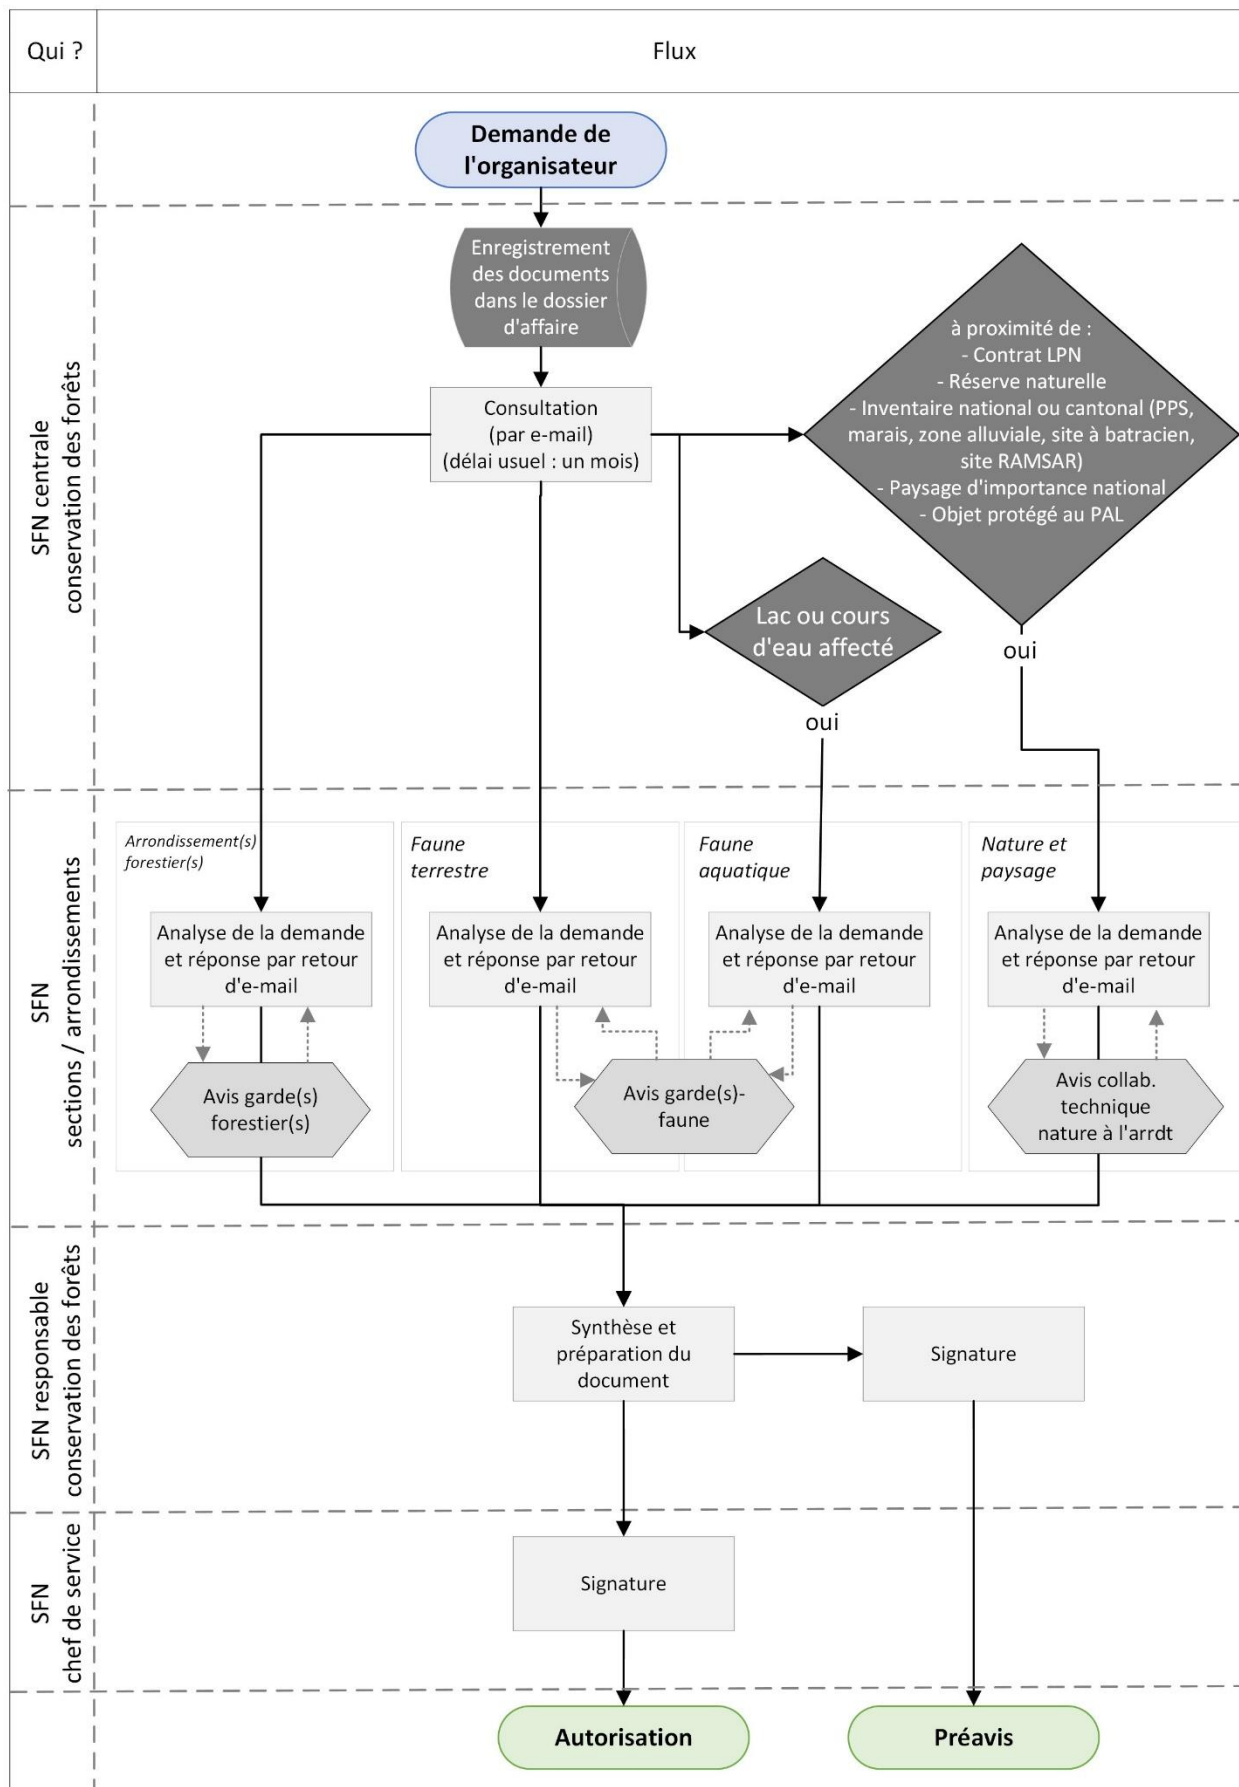 Qui ?
Flux
Demande de
l'organisateur
SFN centrale
conservation des forêts
Enregistrement
des documents
dans le dossier
d'affaire
Consultation
(par e-mail)
(délai usuel : un mois)
à proximité de :
- Contrat LPN
- Réserve naturelle
- Inventaire national ou cantonal (PPS,
marais, zone alluviale, site à batracien,
site RAMSAR)
- Paysage d'importance national
- Objet protégé au PAL
Lac ou cours
d'eau affecté
oui
oui
SFN
sections / arrondissements
Arrondissement(s)
forestier(s)
Analyse de la demande
et réponse par retour
d'e-mail
Avis garde(s)
forestier(s)
Faune
terrestre
Analyse de la demande
et réponse par retour
d'e-mail
Avis garde(s)-
faune
Faune
aquatique
Analyse de la demande
et réponse par retour
d'e-mail
Nature et
paysage
Analyse de la demande
et réponse par retour
d'e-mail
Avis collab.
technique
nature à l'arrdt
SFN responsable
conservation des forêts
Synthèse et
préparation du
document
Signature
SFN
chef de service
Signature
Autorisation
Préavis